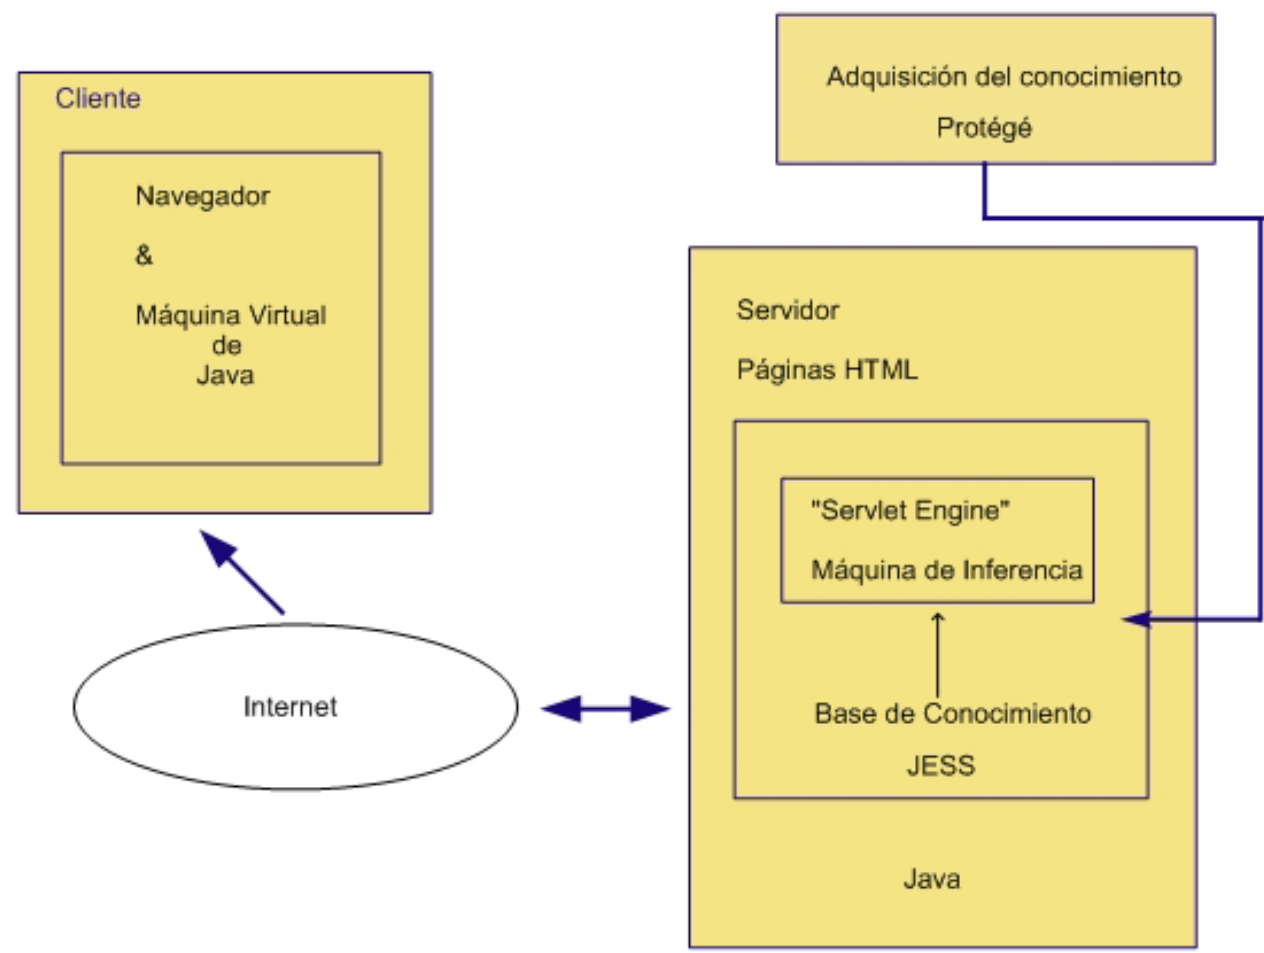 Cliente
Navegador
&
Máquina Virtual
de
Java
Internet
Adquisición del conocimiento
Protégé
Servidor
Páginas HTML
"Servlet Engine"
Máquina de Inferencia
Base de Conocimiento
JESS
Java